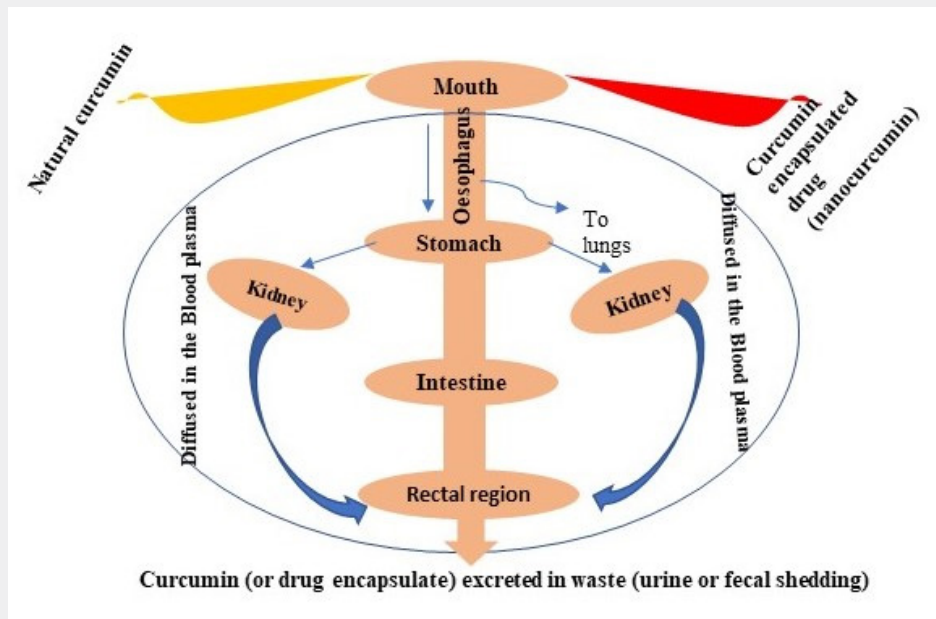 Mouth
Natural curcumin
Curcumin
encapsulated
drug
(nanocurcumin)
Oesophagus
To
lungs
Stomach
Kidney
Kidney
Diffused in the Blood plasma
Diffused in the Blood plasma
Intestine
Rectal region
Curcumin (or drug encapsulate) excreted in waste (urine or fecal shedding)